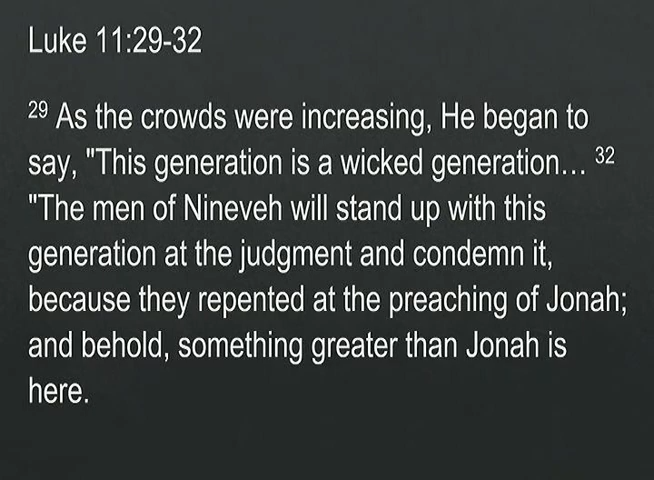 Luke 11:29-32
29 As the crowds were increasing, He began to
say, "This generation is a wicked generation... 32
"The men of Nineveh will stand up with this
generation at the judgment and condemn it,
because they repented at the preaching of Jonah;
and behold, something greater than Jonah is
here.